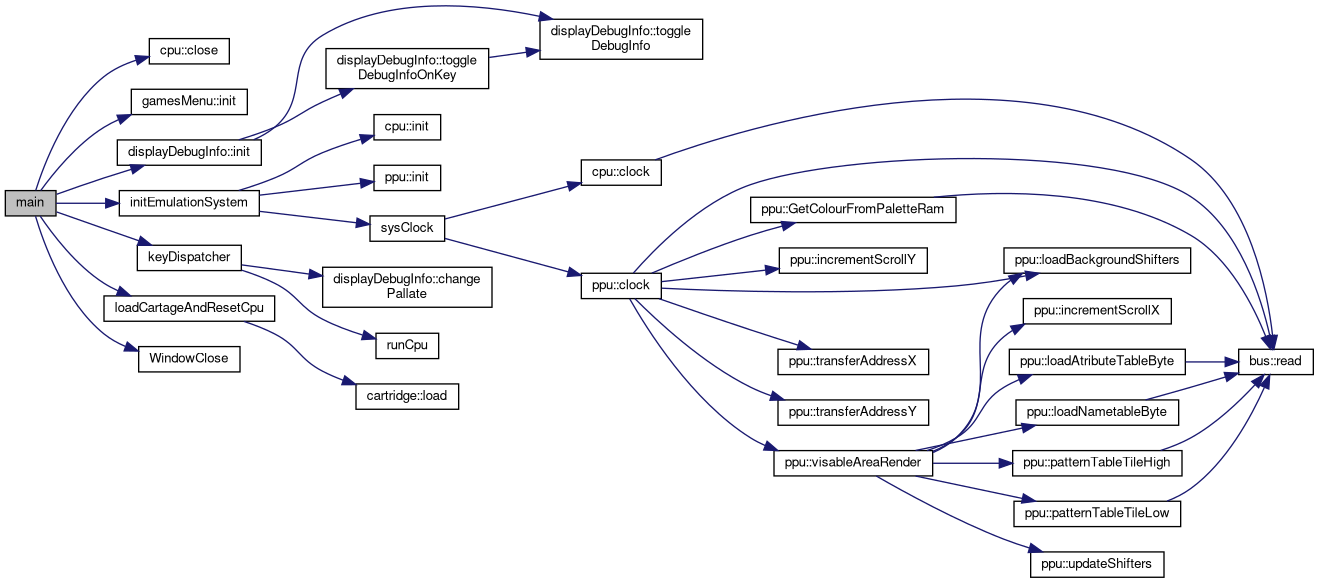 main
cpu::close
gamesMenu::init
displayDebugInfo::init
initEmulationSystem
keyDispatcher
loadCartageAndResetCpu
WindowClose
displayDebugInfo::toggle
DebugInfoOnKey
cpu::init
ppu::init
sysClock
displayDebugInfo::change
Pallate
runCpu
cartridge::load
displayDebugInfo::toggle
DebugInfo
cpu::clock
ppu::clock
ppu::GetColourFromPaletteRam
ppu::incrementScrollY
ppu::transferAddressX
ppu::transferAddressY
ppu::visableAreaRender
ppu::loadBackgroundShifters
ppu::incrementScrollX
ppu::loadAtributeTableByte
ppu::loadNametableByte
ppu::patternTableTileHigh
ppu::patternTableTileLow
ppu::updateShifters
bus::read